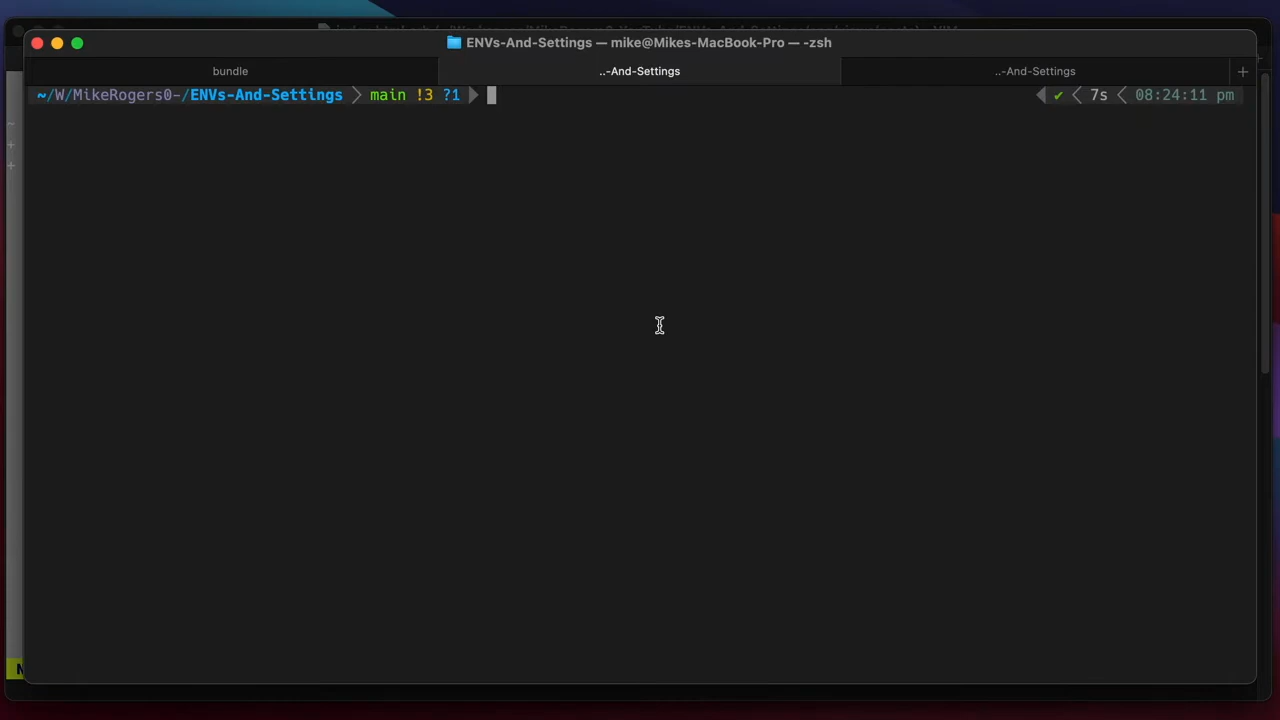 ENVs-And-Settings — mike@Mikes-MacBook-Pro — -zsh
bundle
..-And-Settings
..-And-Settings
~/W/MikeRogers0-/ENVs-And-Settings main !3 ?1
✔ 7s 08:24:11 pm